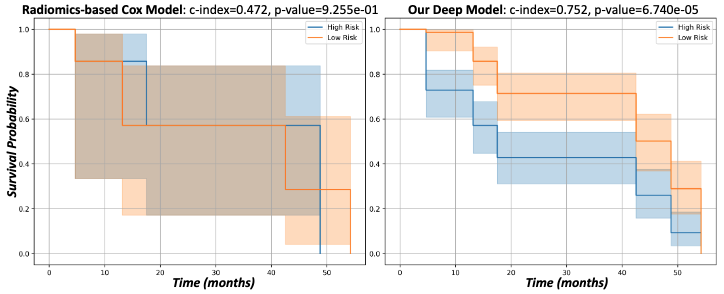 Radiomics-based Cox Model: c-index=0.472, p-value=9.255e-01
High Risk
Low Risk
1.0
0.8
0.6
0.4
0.2
0.0
Survival Probability
0
10
20
30
40
50
Time (months)
Our Deep Model: c-index=0.752, p-value=6.740e-05
High Risk
Low Risk
1.0
0.8
0.6
0.4
0.2
0.0
0
10
20
30
40
50
Time (months)